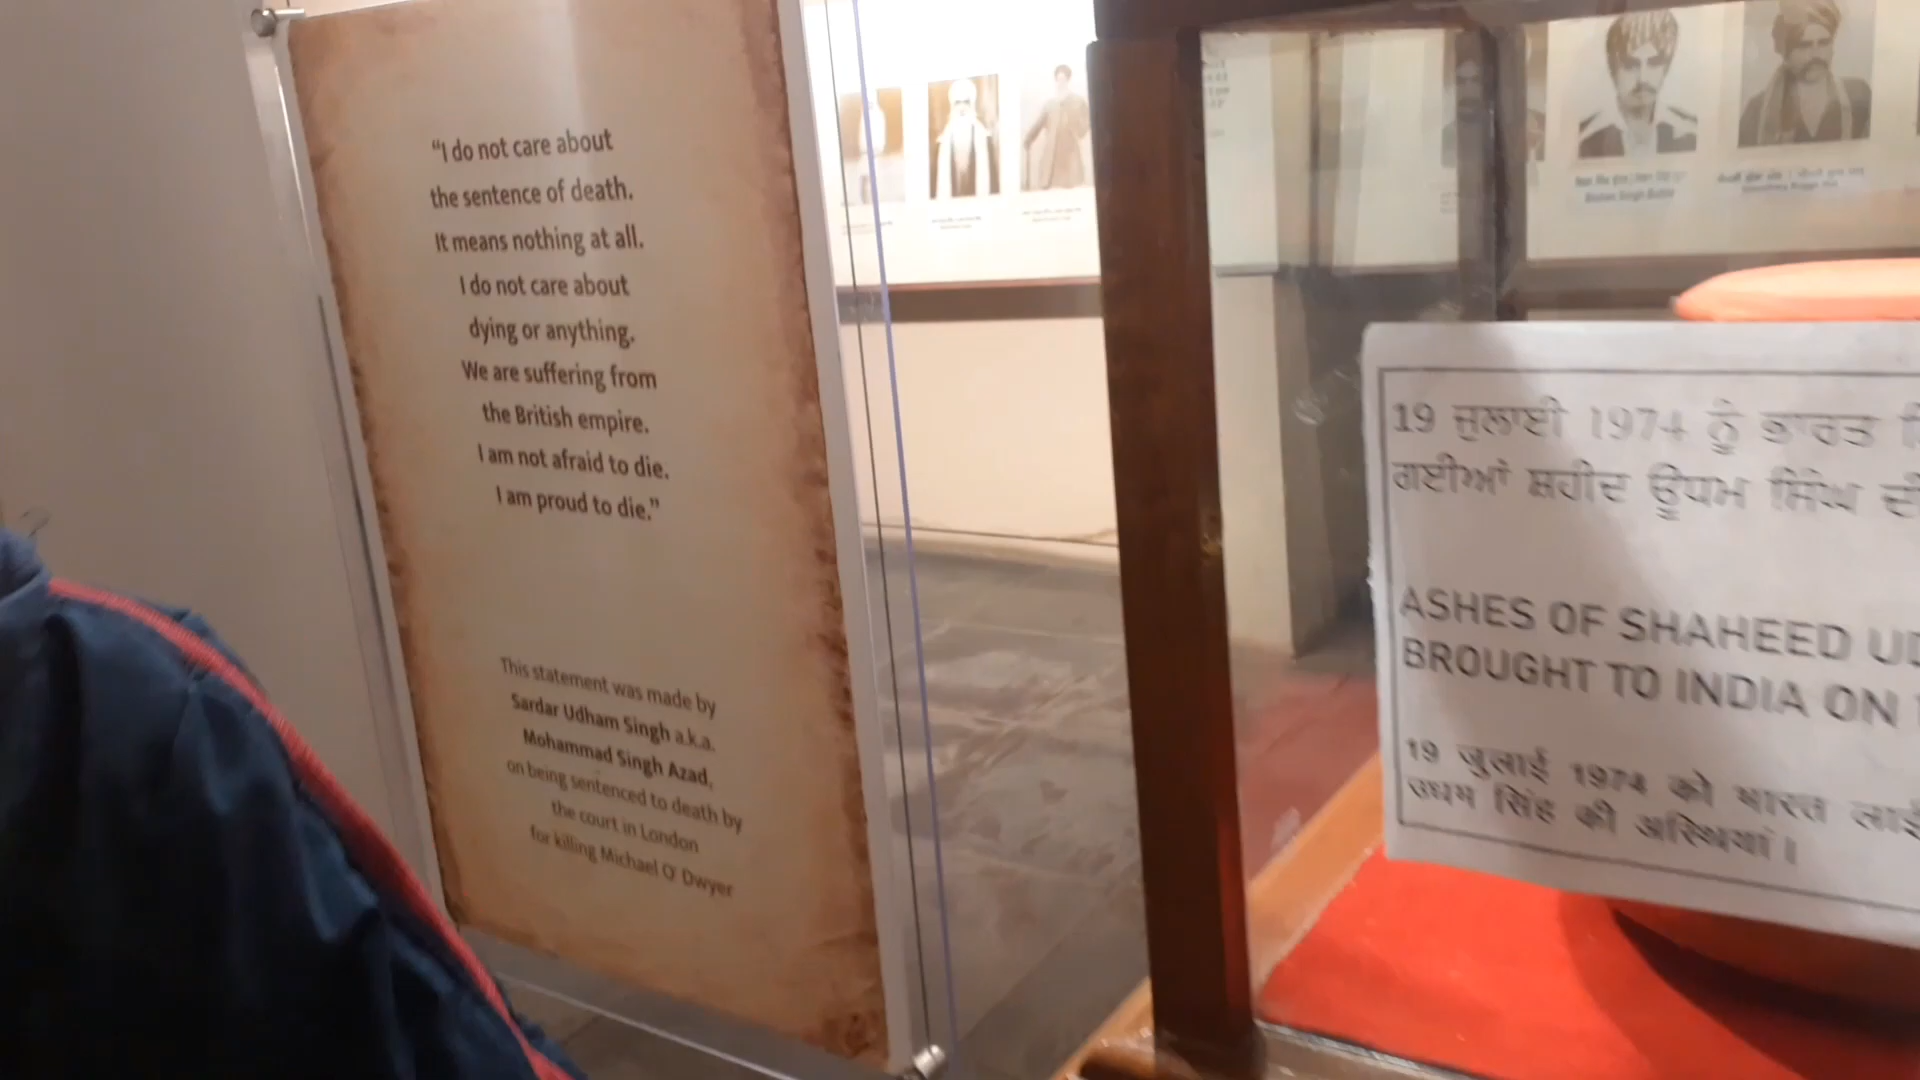 “I do not care about
the sentence of death.
It means nothing at all.
I do not care about
dying or anything.
We are suffering from
the British empire.
I am not afraid to die.
I am proud to die.”
This statement was made by
Sardar Udham Singh a.k.a.
Mohammad Singh Azad,
on being sentenced to death by
the court in London
for killing Michael O' Dwyer
19 ਜੁਲਾਈ 1974 ਨੂੰ ਭਾਰਤ
ਗਈਆਂ ਸ਼ਹੀਦ ਊਧਮ ਸਿੰਘ ਦੀ
ASHES OF SHAHEED UD
BROUGHT TO INDIA ON
19 जुलाई 1974 को भारत लाई
उधम सिंह की अस्थियां।